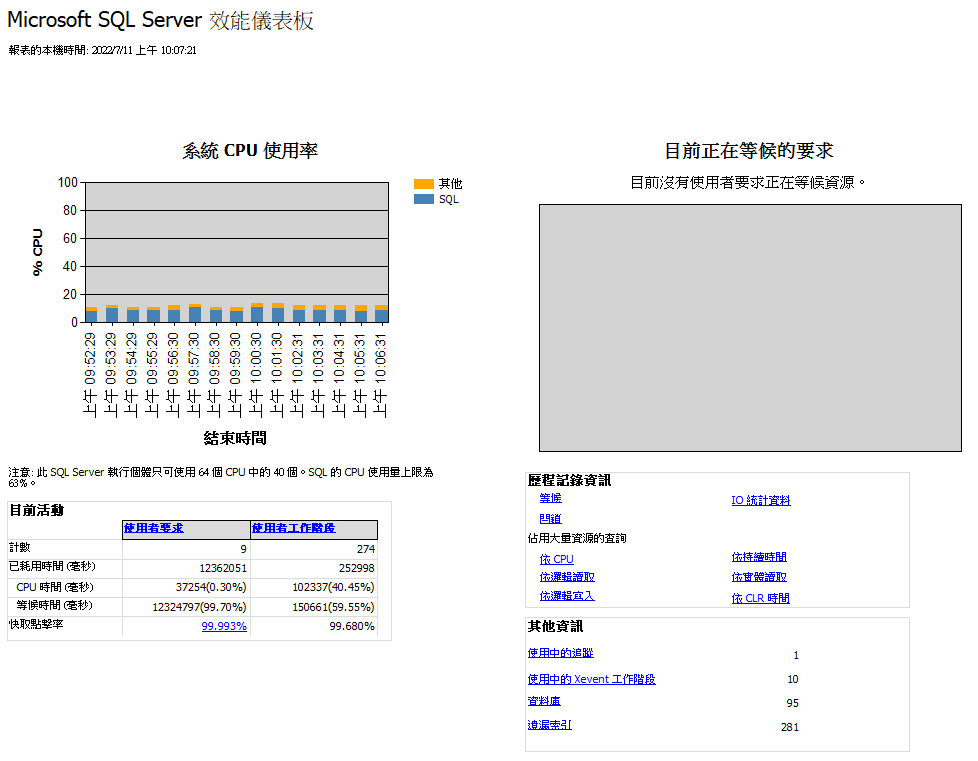 Microsoft SQL Server 效能儀表板
報表的本機時間: 2022/7/11 上午 10:07:21
系統 CPU 使用率
% CPU
100
80
60
40
20
0
其他
SQL
上午 09:52:29
上午 09:53:29
上午 09:54:29
上午 09:55:29
上午 09:56:30
上午 09:57:30
上午 09:58:30
上午 09:59:30
上午 10:00:30
上午 10:01:30
上午 10:02:31
上午 10:03:31
上午 10:04:31
上午 10:05:31
上午 10:06:31
結束時間
注意: 此 SQL Server 執行個體只可使用 64 個 CPU 中的 40 個。SQL 的 CPU 使用量上限為
63%。
目前活動
使用者要求 使用者工作階段
計數 9 274
已耗用時間 (毫秒) 12362051 252998
CPU 時間 (毫秒) 37254(0.30%) 102337(40.45%)
等候時間 (毫秒) 12324797(99.70%) 150661(59.55%)
快取點擊率 99.993% 99.680%
目前正在等候的要求
目前沒有使用者要求正在等候資源。
歷程記錄資訊
等候 IO 統計資料
閂鎖
佔用大量資源的查詢
依 CPU 依持續時間
依邏輯讀取 依實體讀取
依邏輯寫入 依 CLR 時間
其他資訊
使用中的追蹤 1
使用中的 Xevent 工作階段 10
資料庫 95
遺漏索引 281